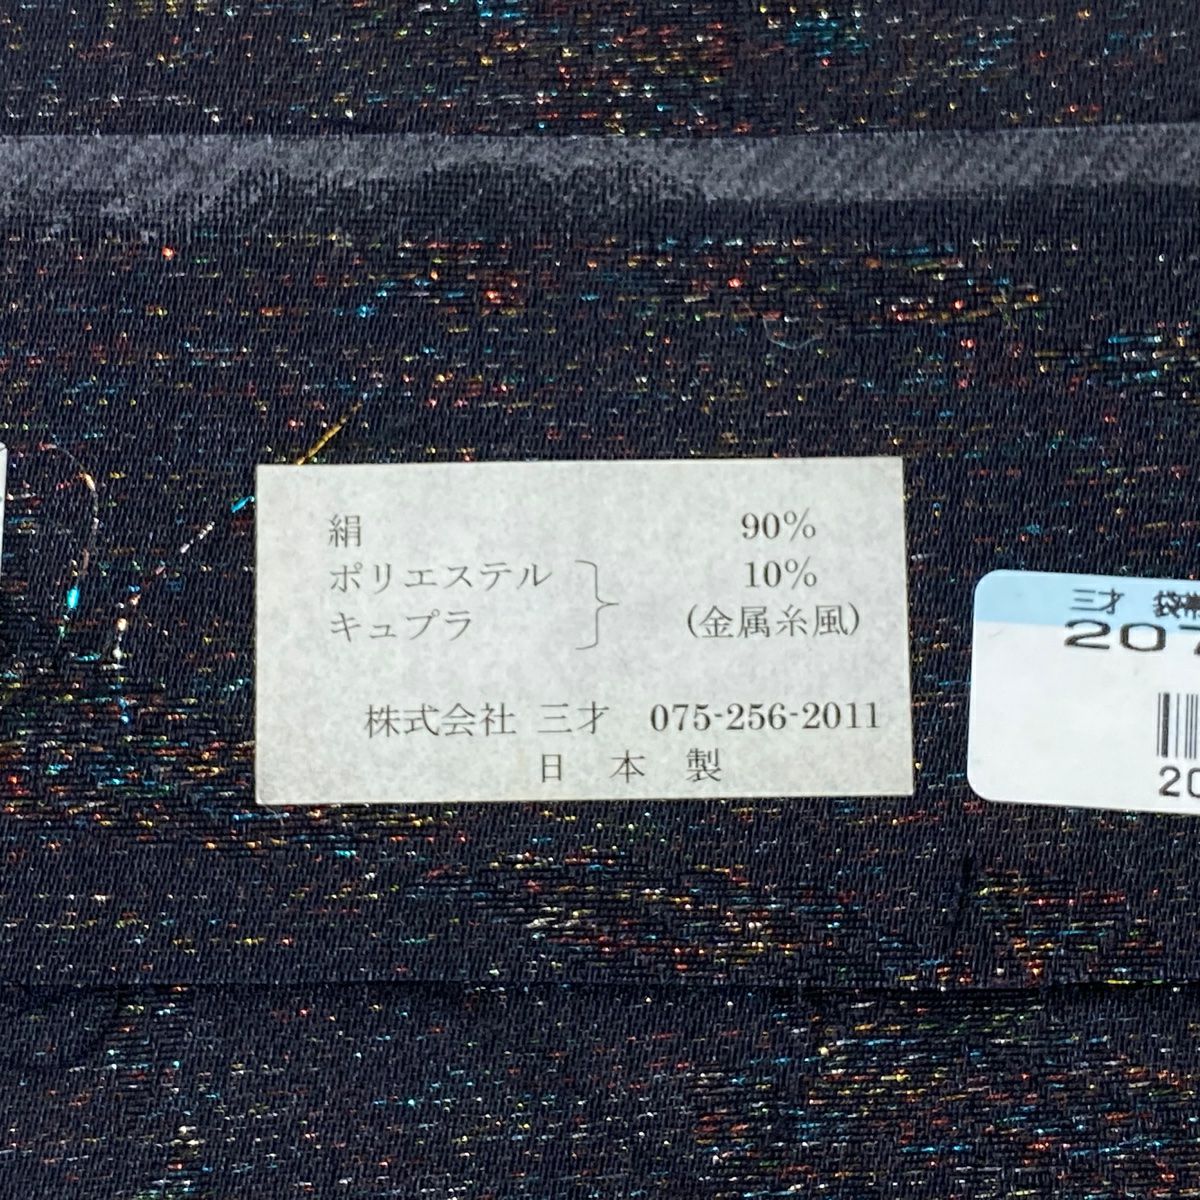 絹 90%
ポリエステル 10%
キュプラ (金属糸風)
株式会社 三才 075-256-2011
日 本 製
三才 袋帯
207
20